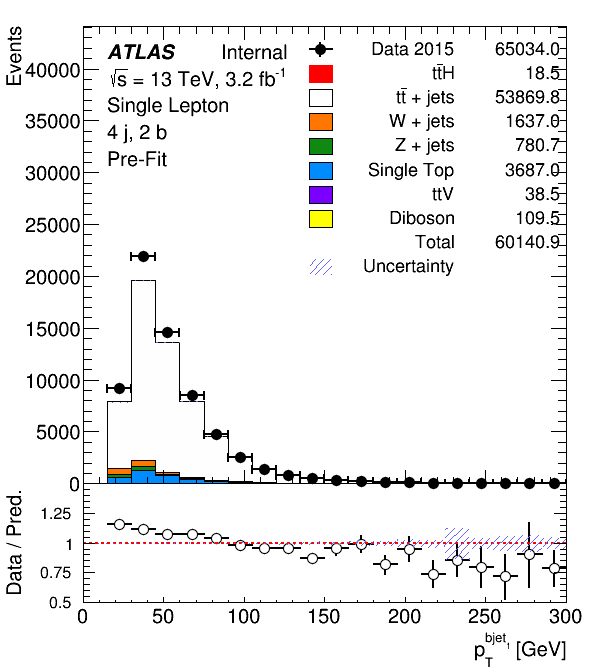 Events
ATLAS Internal
√s = 13 TeV, 3.2 fb⁻¹
Single Lepton
4 j, 2 b
Pre-Fit
Data 2015 65034.0
tt̄H 18.5
tt̄ + jets 53869.8
W + jets 1637.0
Z + jets 780.7
Single Top 3687.0
ttV 38.5
Diboson 109.5
Total 60140.9
Uncertainty
40000
35000
30000
25000
20000
15000
10000
5000
0
Data / Pred.
1.25
1
0.75
0.5
0 50 100 150 200 250 300
p_T^bjet, [GeV]